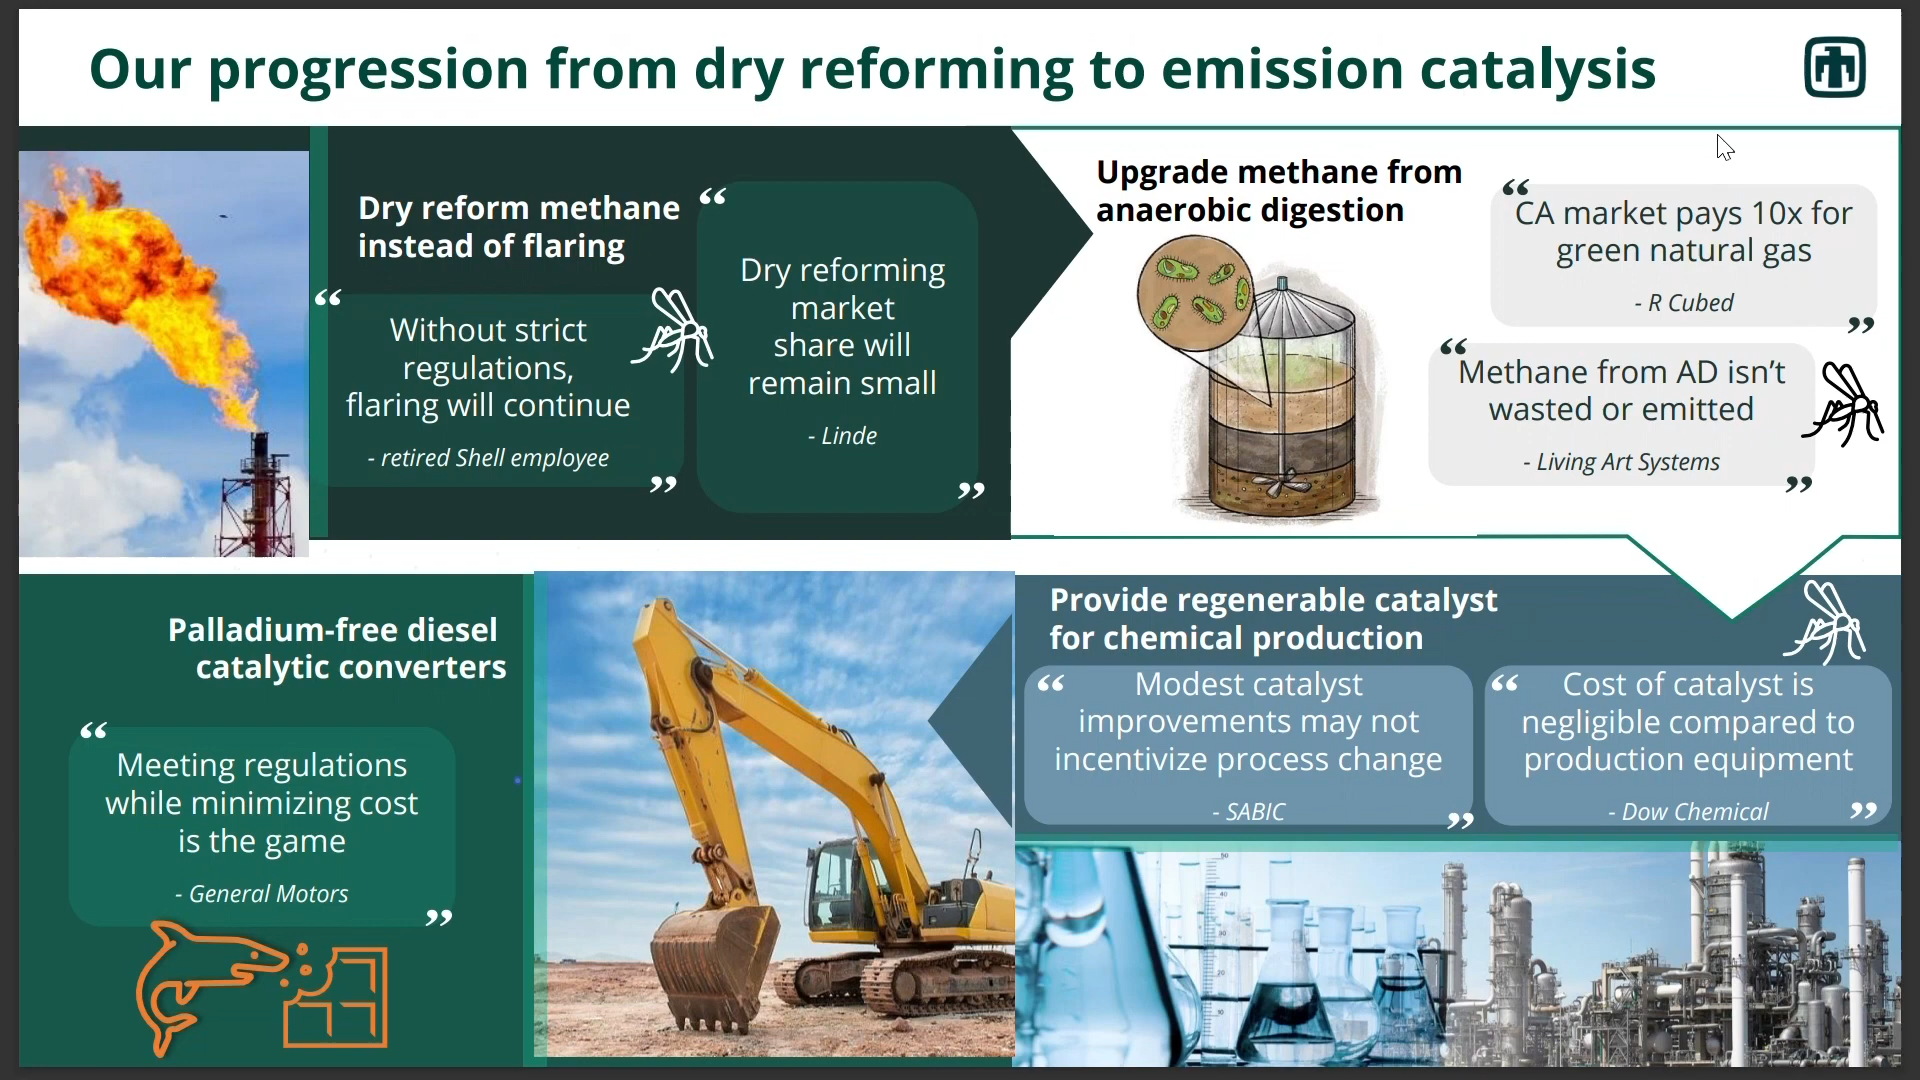 Our progression from dry reforming to emission catalysis
Dry reform methane
instead of flaring
“
Without strict
regulations,
flaring will continue
- retired Shell employee
”
“
Dry reforming
market
share will
remain small
- Linde
”
Upgrade methane from
anaerobic digestion
“
CA market pays 10x for
green natural gas
- R Cubed
”
“
Methane from AD isn’t
wasted or emitted
- Living Art Systems
”
Provide regenerable catalyst
for chemical production
“
Modest catalyst
improvements may not
incentivize process change
- SABIC
”
“
Cost of catalyst is
negligible compared to
production equipment
- Dow Chemical
”
Palladium-free diesel
catalytic converters
“
Meeting regulations
while minimizing cost
is the game
- General Motors
”